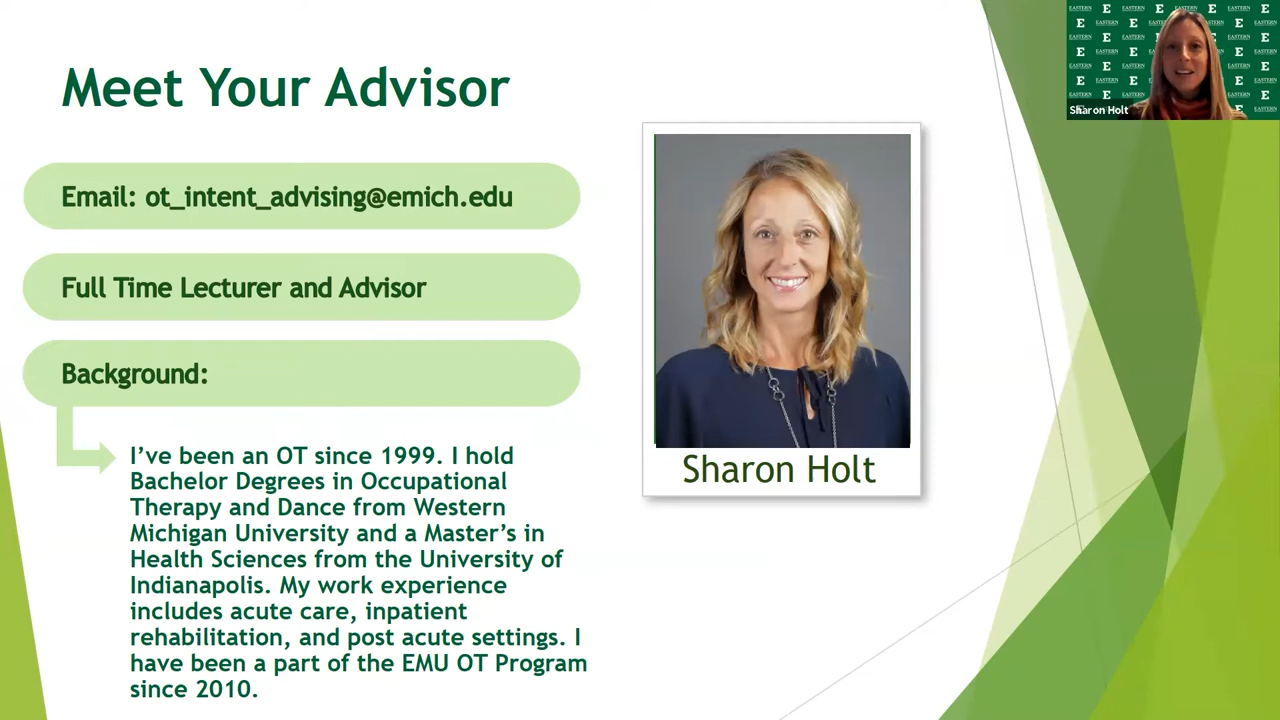 Meet Your Advisor
Email: ot_intent_advising@emich.edu
Full Time Lecturer and Advisor
Background:
I've been an OT since 1999. I hold
Bachelor Degrees in Occupational
Therapy and Dance from Western
Michigan University and a Master's in
Health Sciences from the University of
Indianapolis. My work experience
includes acute care, inpatient
rehabilitation, and post acute settings. I
have been a part of the EMU OT Program
since 2010.
Sharon Holt
EASTERN
E
Sharon Holt